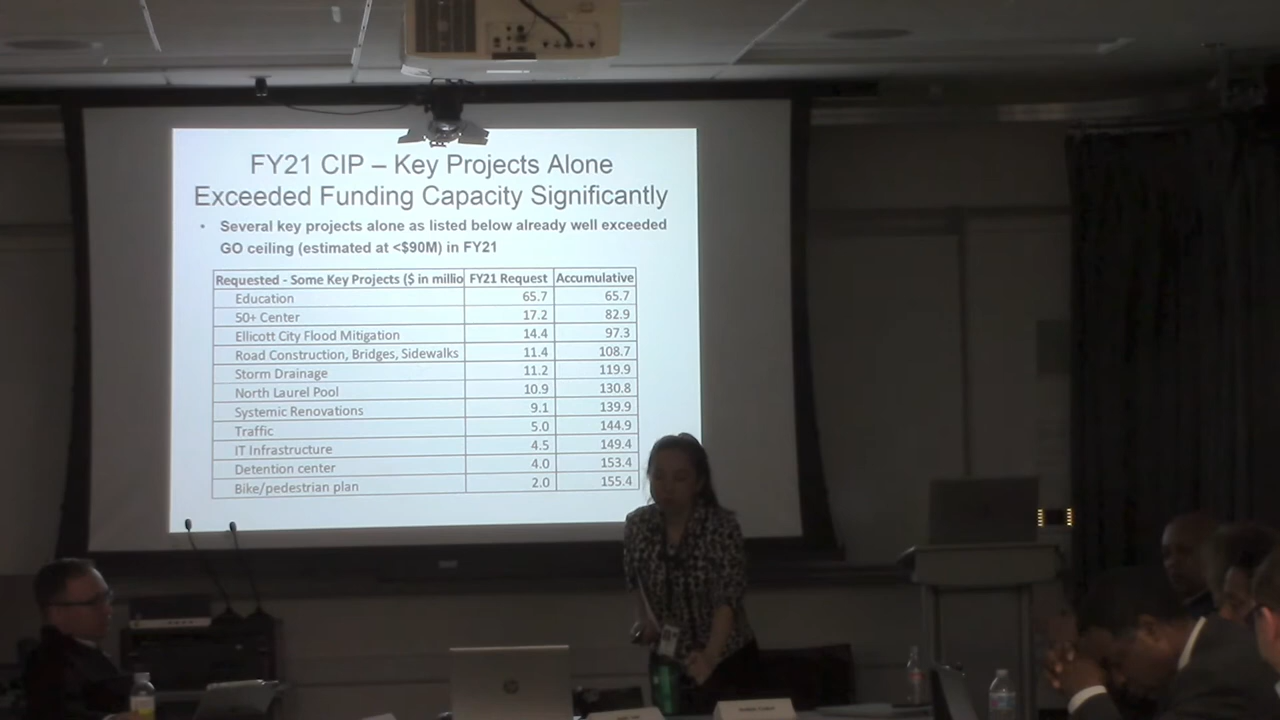 FY21 CIP – Key Projects Alone
Exceeded Funding Capacity Significantly
• Several key projects alone as listed below already well exceeded
GO ceiling (estimated at <$90M) in FY21
Requested - Some Key Projects ($ in millio FY21 Request Accumulative
Education 65.7 65.7
50+ Center 17.2 82.9
Ellicott City Flood Mitigation 14.4 97.3
Road Construction, Bridges, Sidewalks 11.4 108.7
Storm Drainage 11.2 119.9
North Laurel Pool 10.9 130.8
Systemic Renovations 9.1 139.9
Traffic 5.0 144.9
IT Infrastructure 4.5 149.4
Detention center 4.0 153.4
Bike/pedestrian plan 2.0 155.4
hp